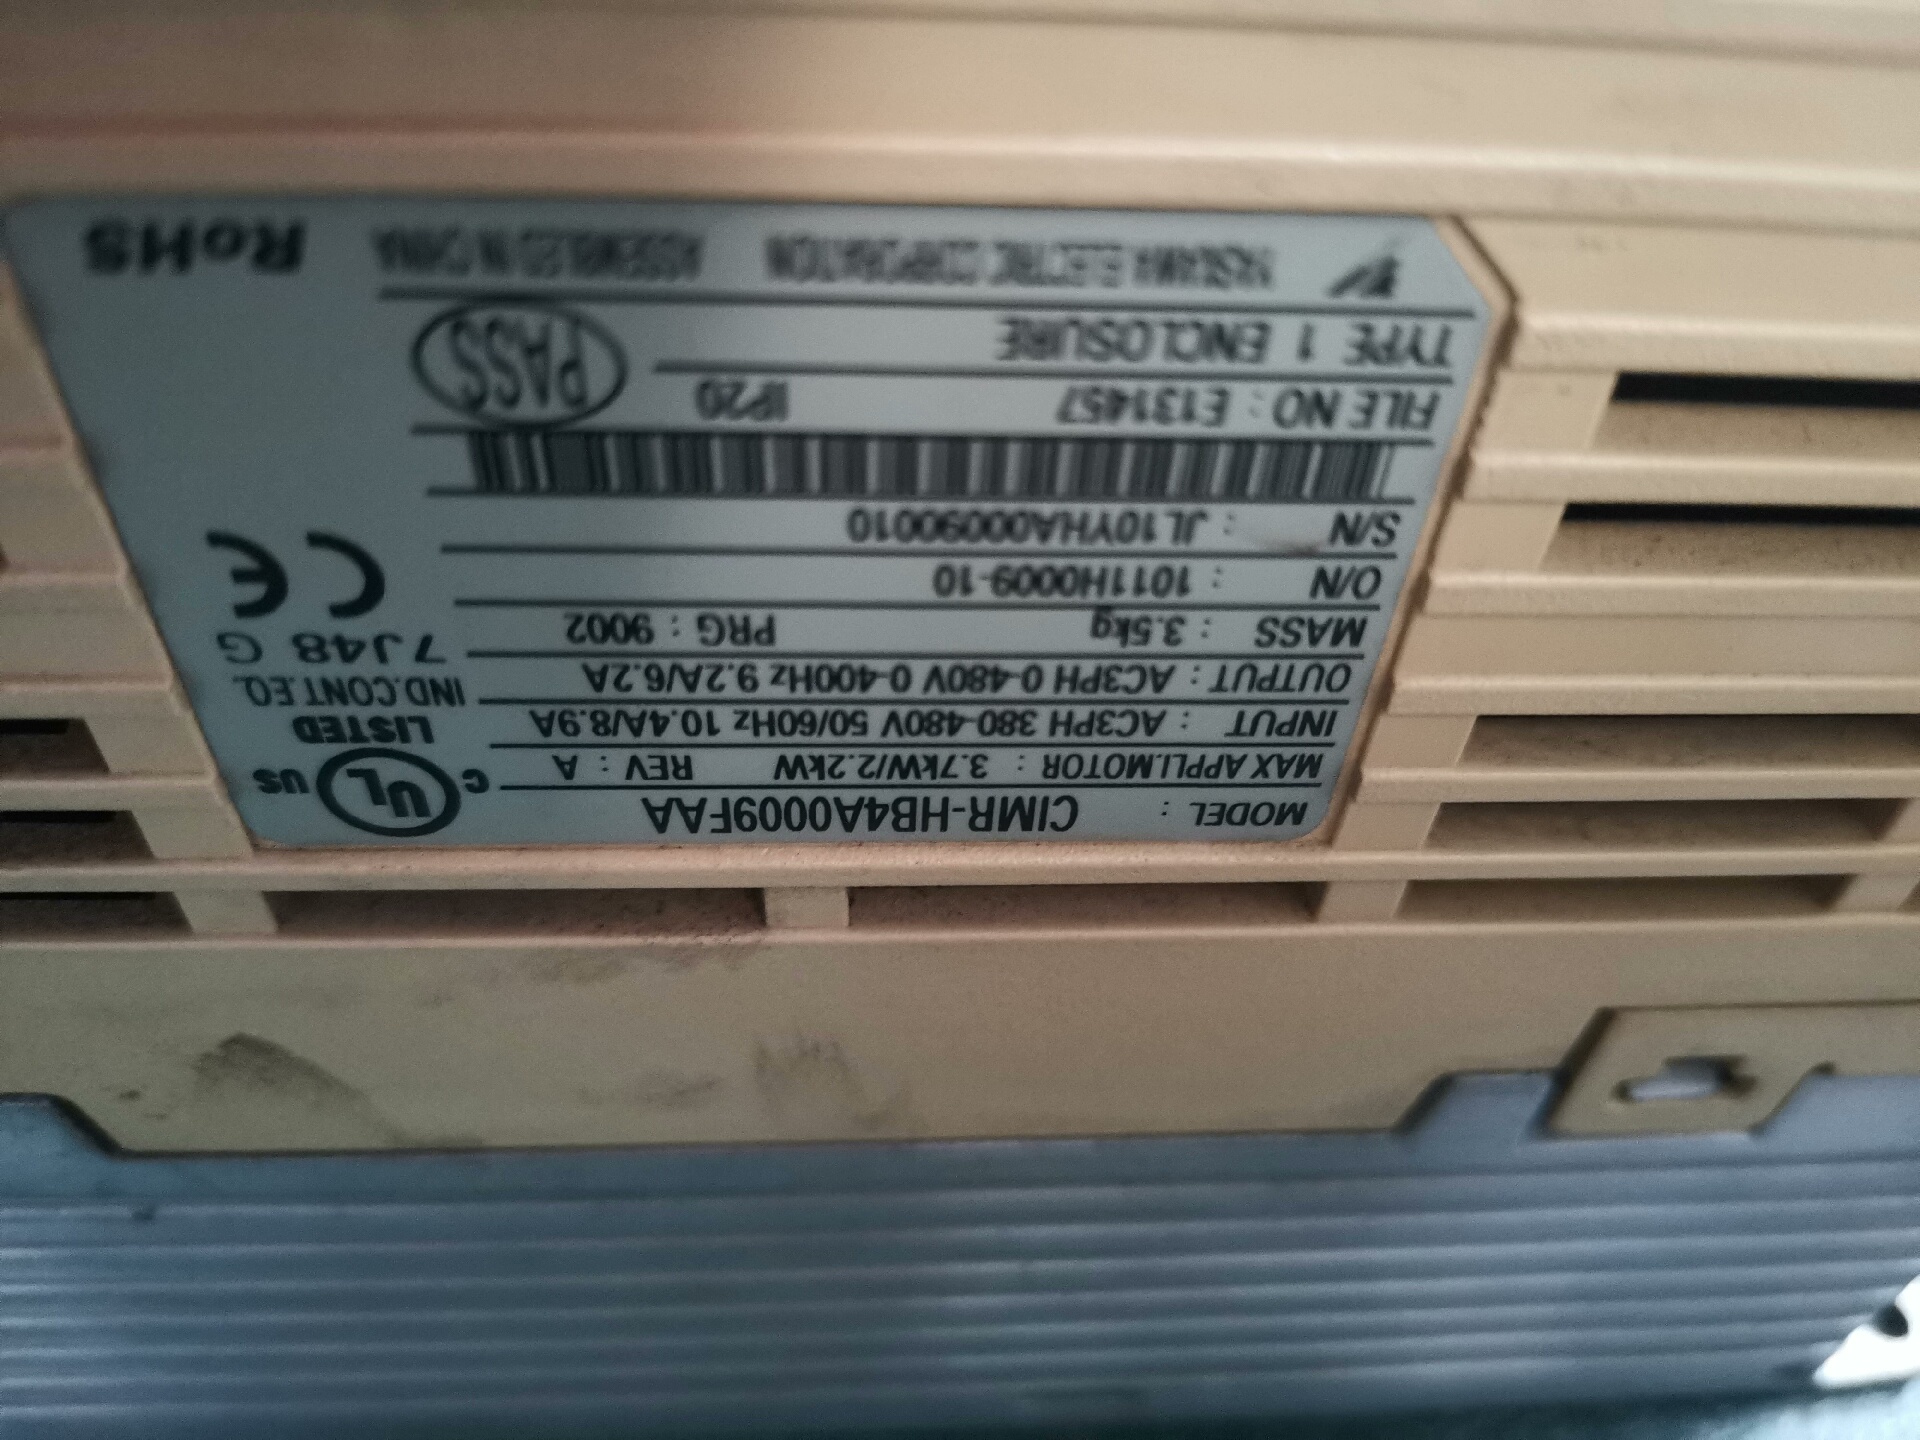 MODEL : CIMR-HB4A0009FAA
MAX APPLI.MOTOR : 3.7kW/2.2kW REV : A
INPUT : AC3PH 380-480V 50/60Hz 10.4A/8.9A
OUTPUT : AC3PH 0-480V 0-400Hz 9.2A/6.2A
MASS : 3.5kg PRG : 9002
O/N : 1011H0009-10
S/N : JL10YHA00090010
FILE NO : E131457 IP20
TYPE 1 ENCLOSURE
PASS
YASKAWA ELECTRIC CORPORATION ASSEMBLED IN CHINA
C UL US
LISTED
IND.CONT.EQ.
7J48 G
CE
RoHS